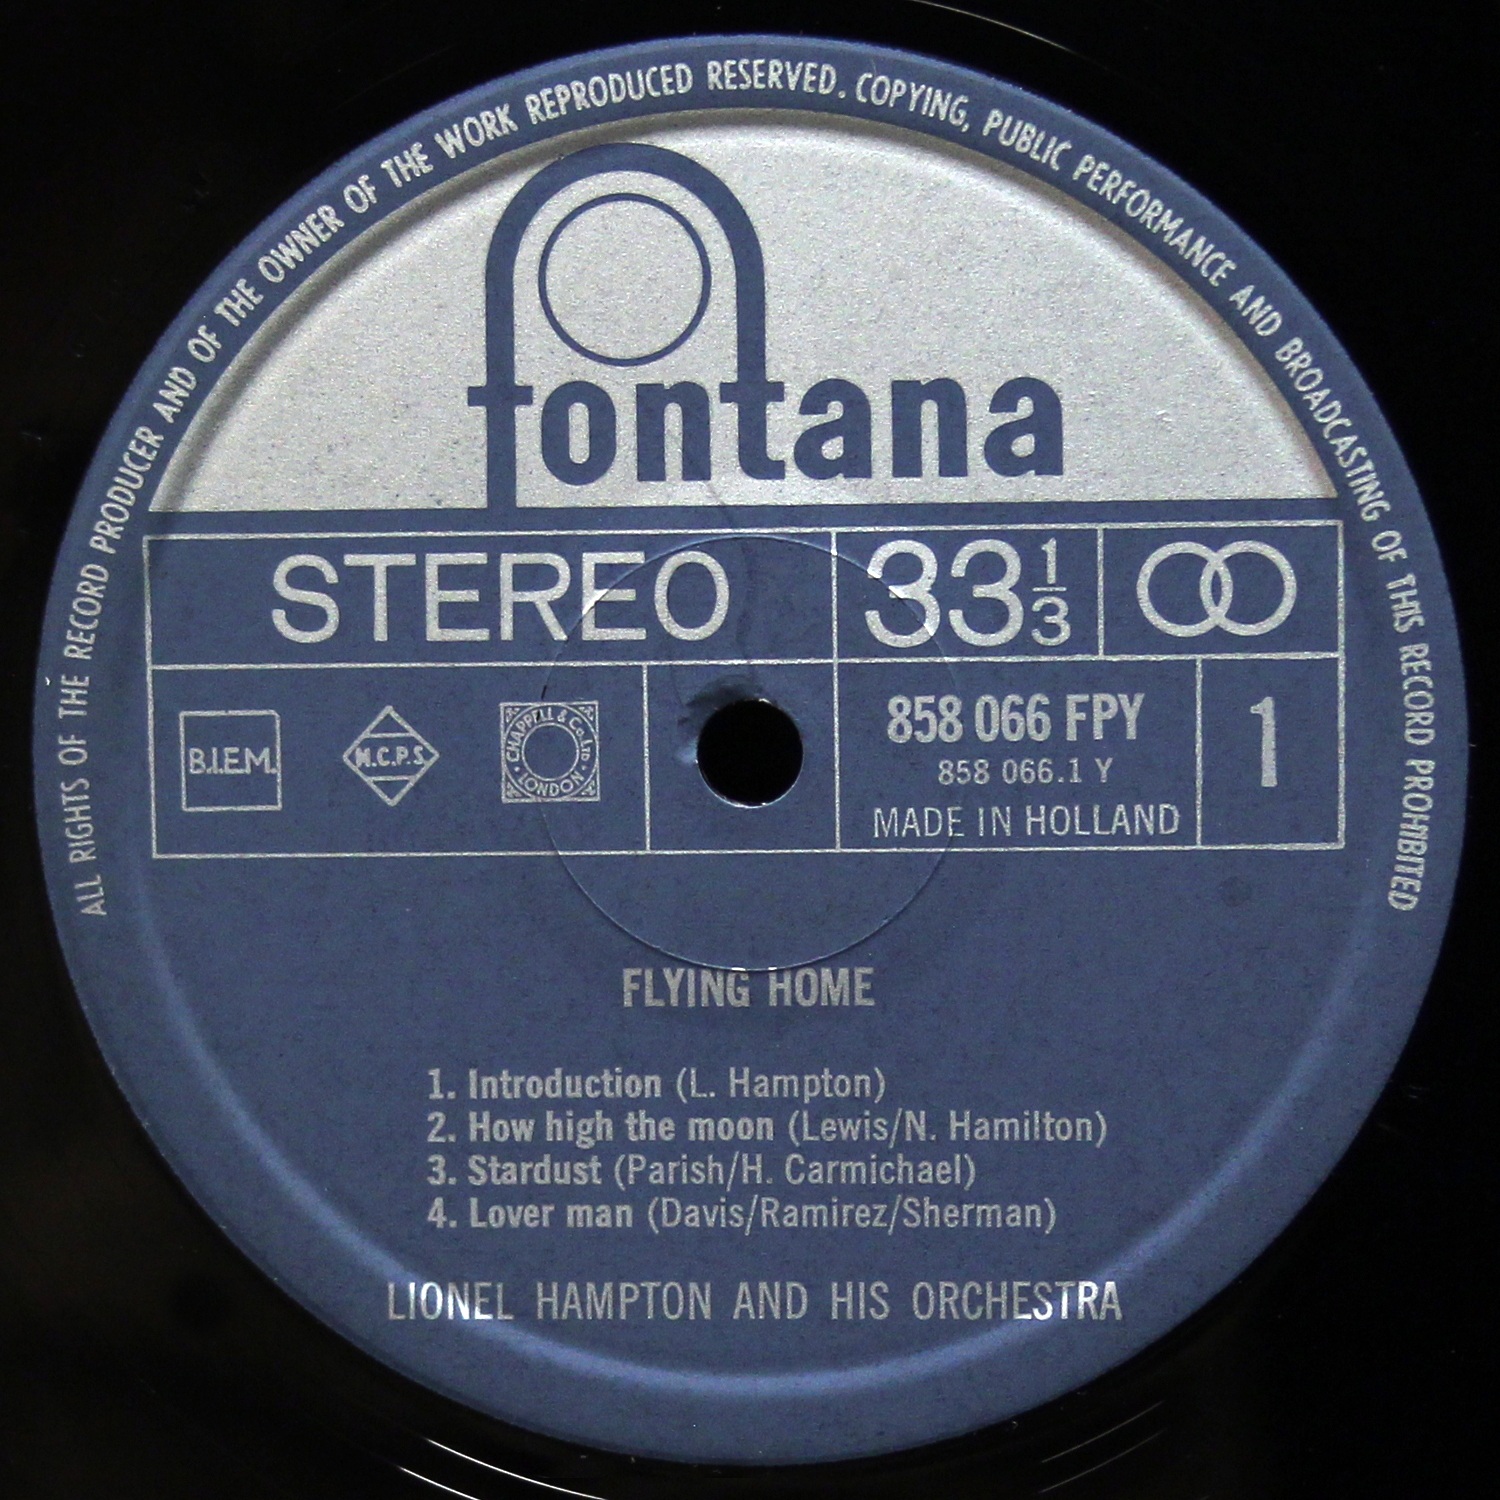 ALL RIGHTS OF THE RECORD PRODUCER AND OF THE OWNER OF THE WORK REPRODUCED RESERVED. COPYING, PUBLIC PERFORMANCE AND BROADCASTING OF THIS RECORD PROHIBITED
fontana
STEREO
33 1/3
B.I.E.M.
M.C.P.S.
CHAPPELL & Co. Ltd. LONDON
858 066 FPY
858 066.1 Y
MADE IN HOLLAND
1
FLYING HOME
1. Introduction (L. Hampton)
2. How high the moon (Lewis/N. Hamilton)
3. Stardust (Parish/H. Carmichael)
4. Lover man (Davis/Ramirez/Sherman)
LIONEL HAMPTON AND HIS ORCHESTRA